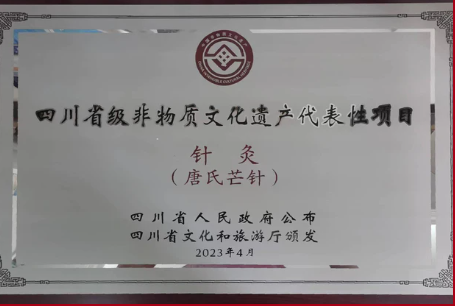 四川省级非物质文化遗产代表性项目
针 灸
（唐氏芒针）
四川省人民政府公布
四川省文化和旅游厅颁发
2023年4月